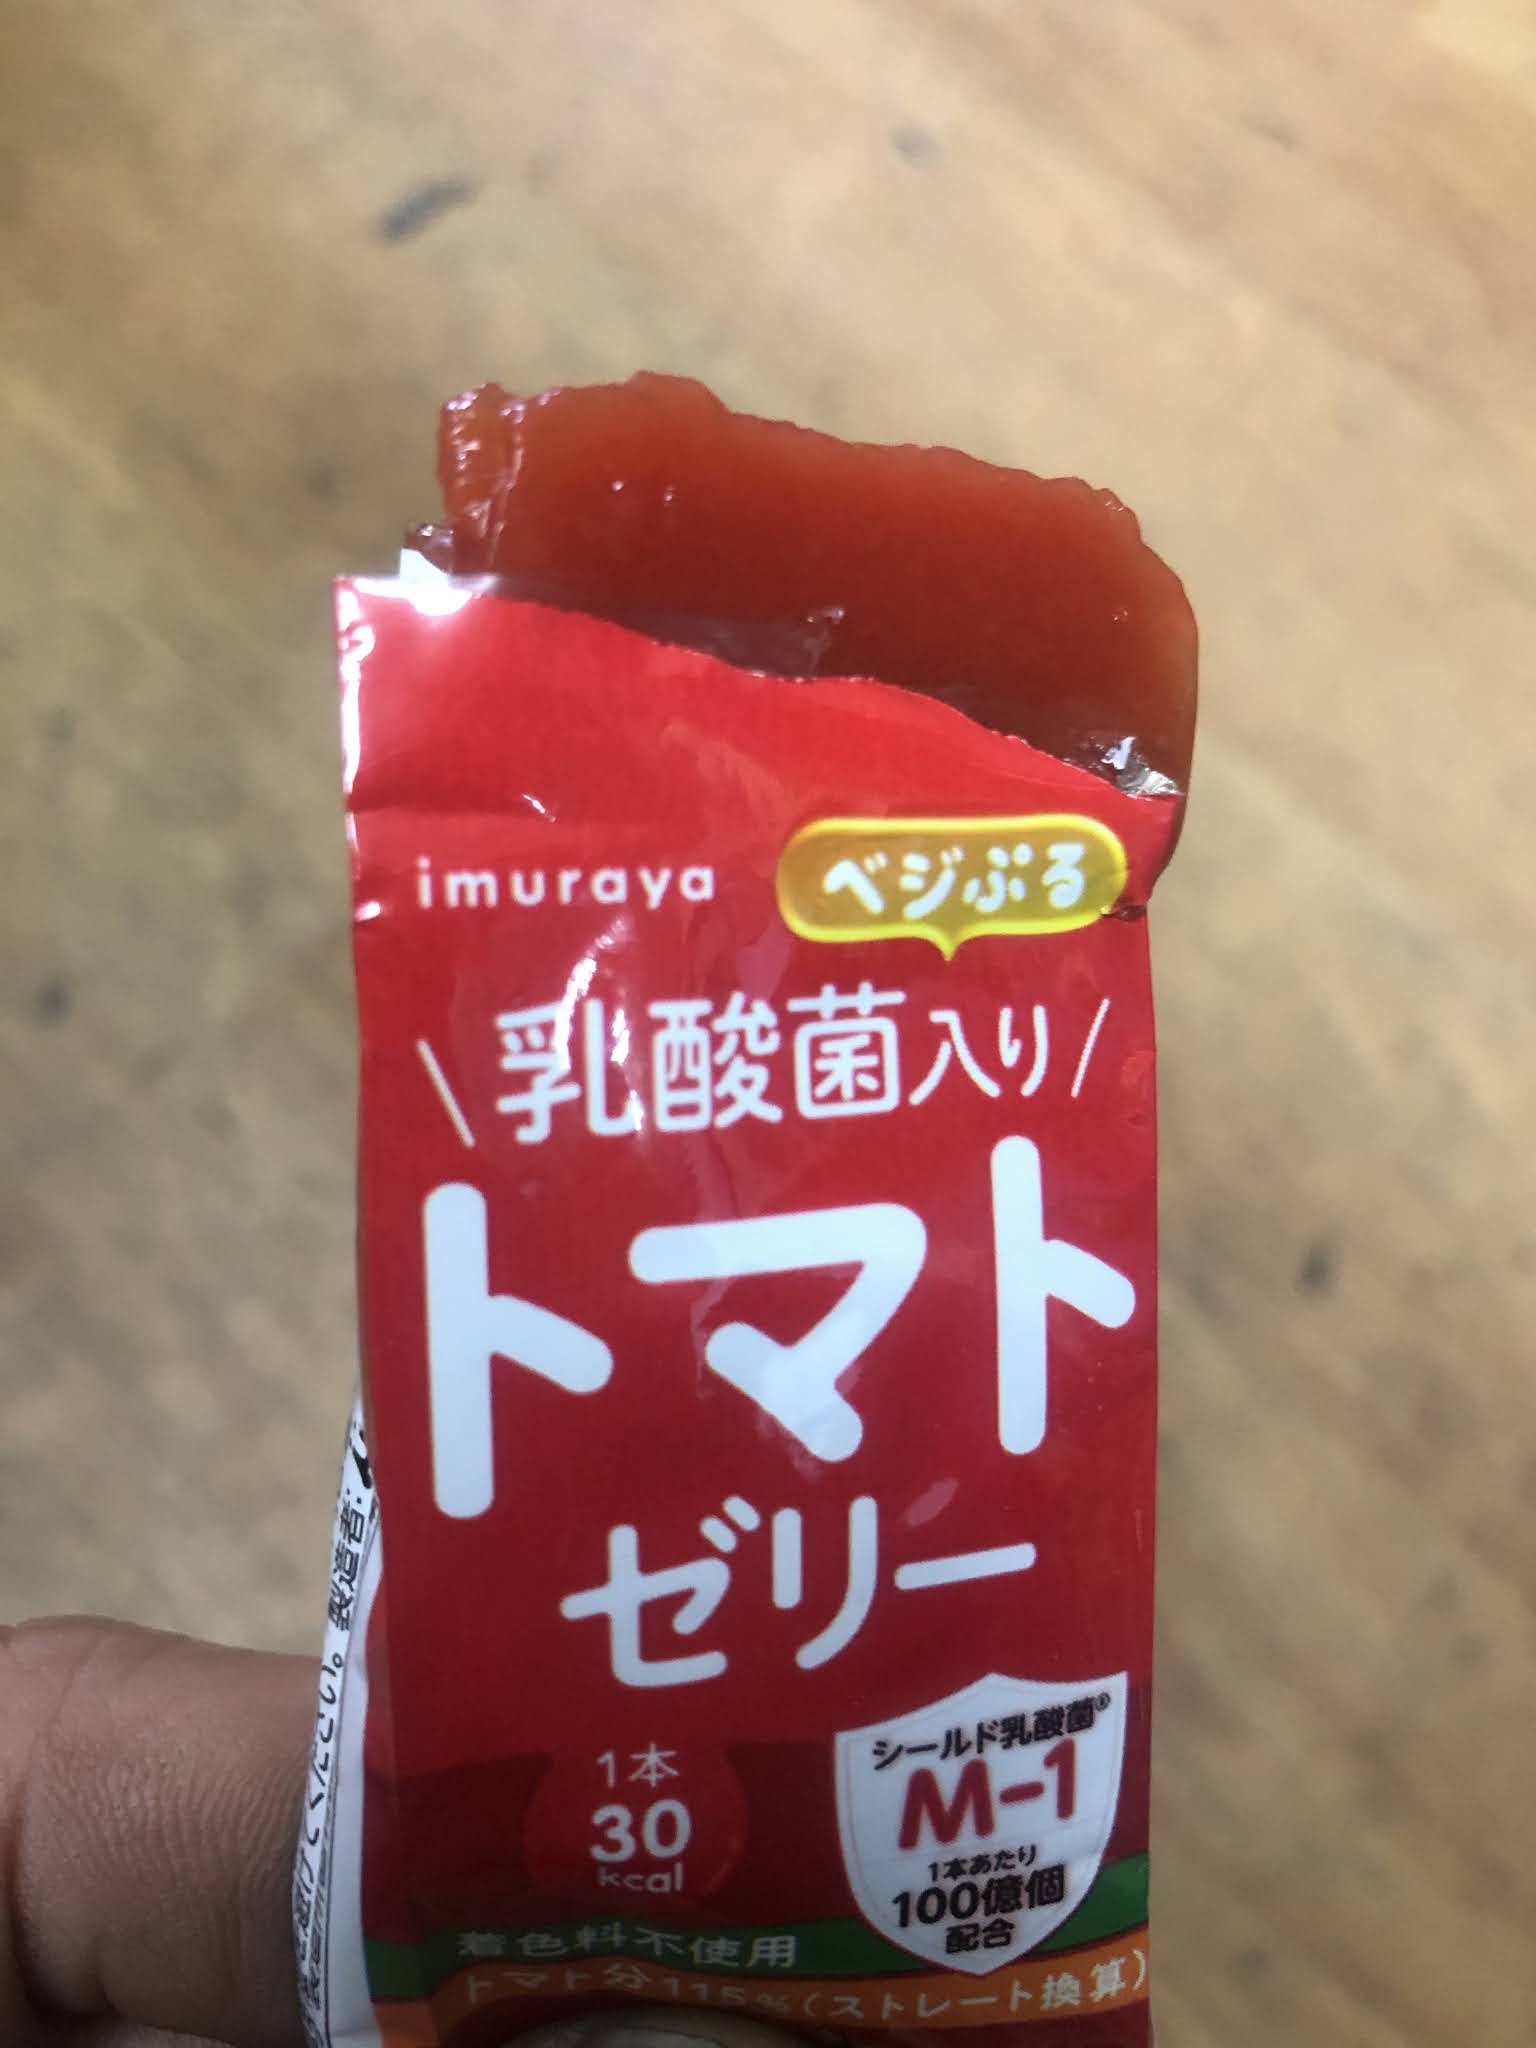 imuraya
ベジぷる
\乳酸菌入り/
トマト
ゼリー
1本
30
kcal
シールド乳酸菌®
M-1
1本あたり
100億個
配合
着色料不使用
トマト分115%(ストレート換算)